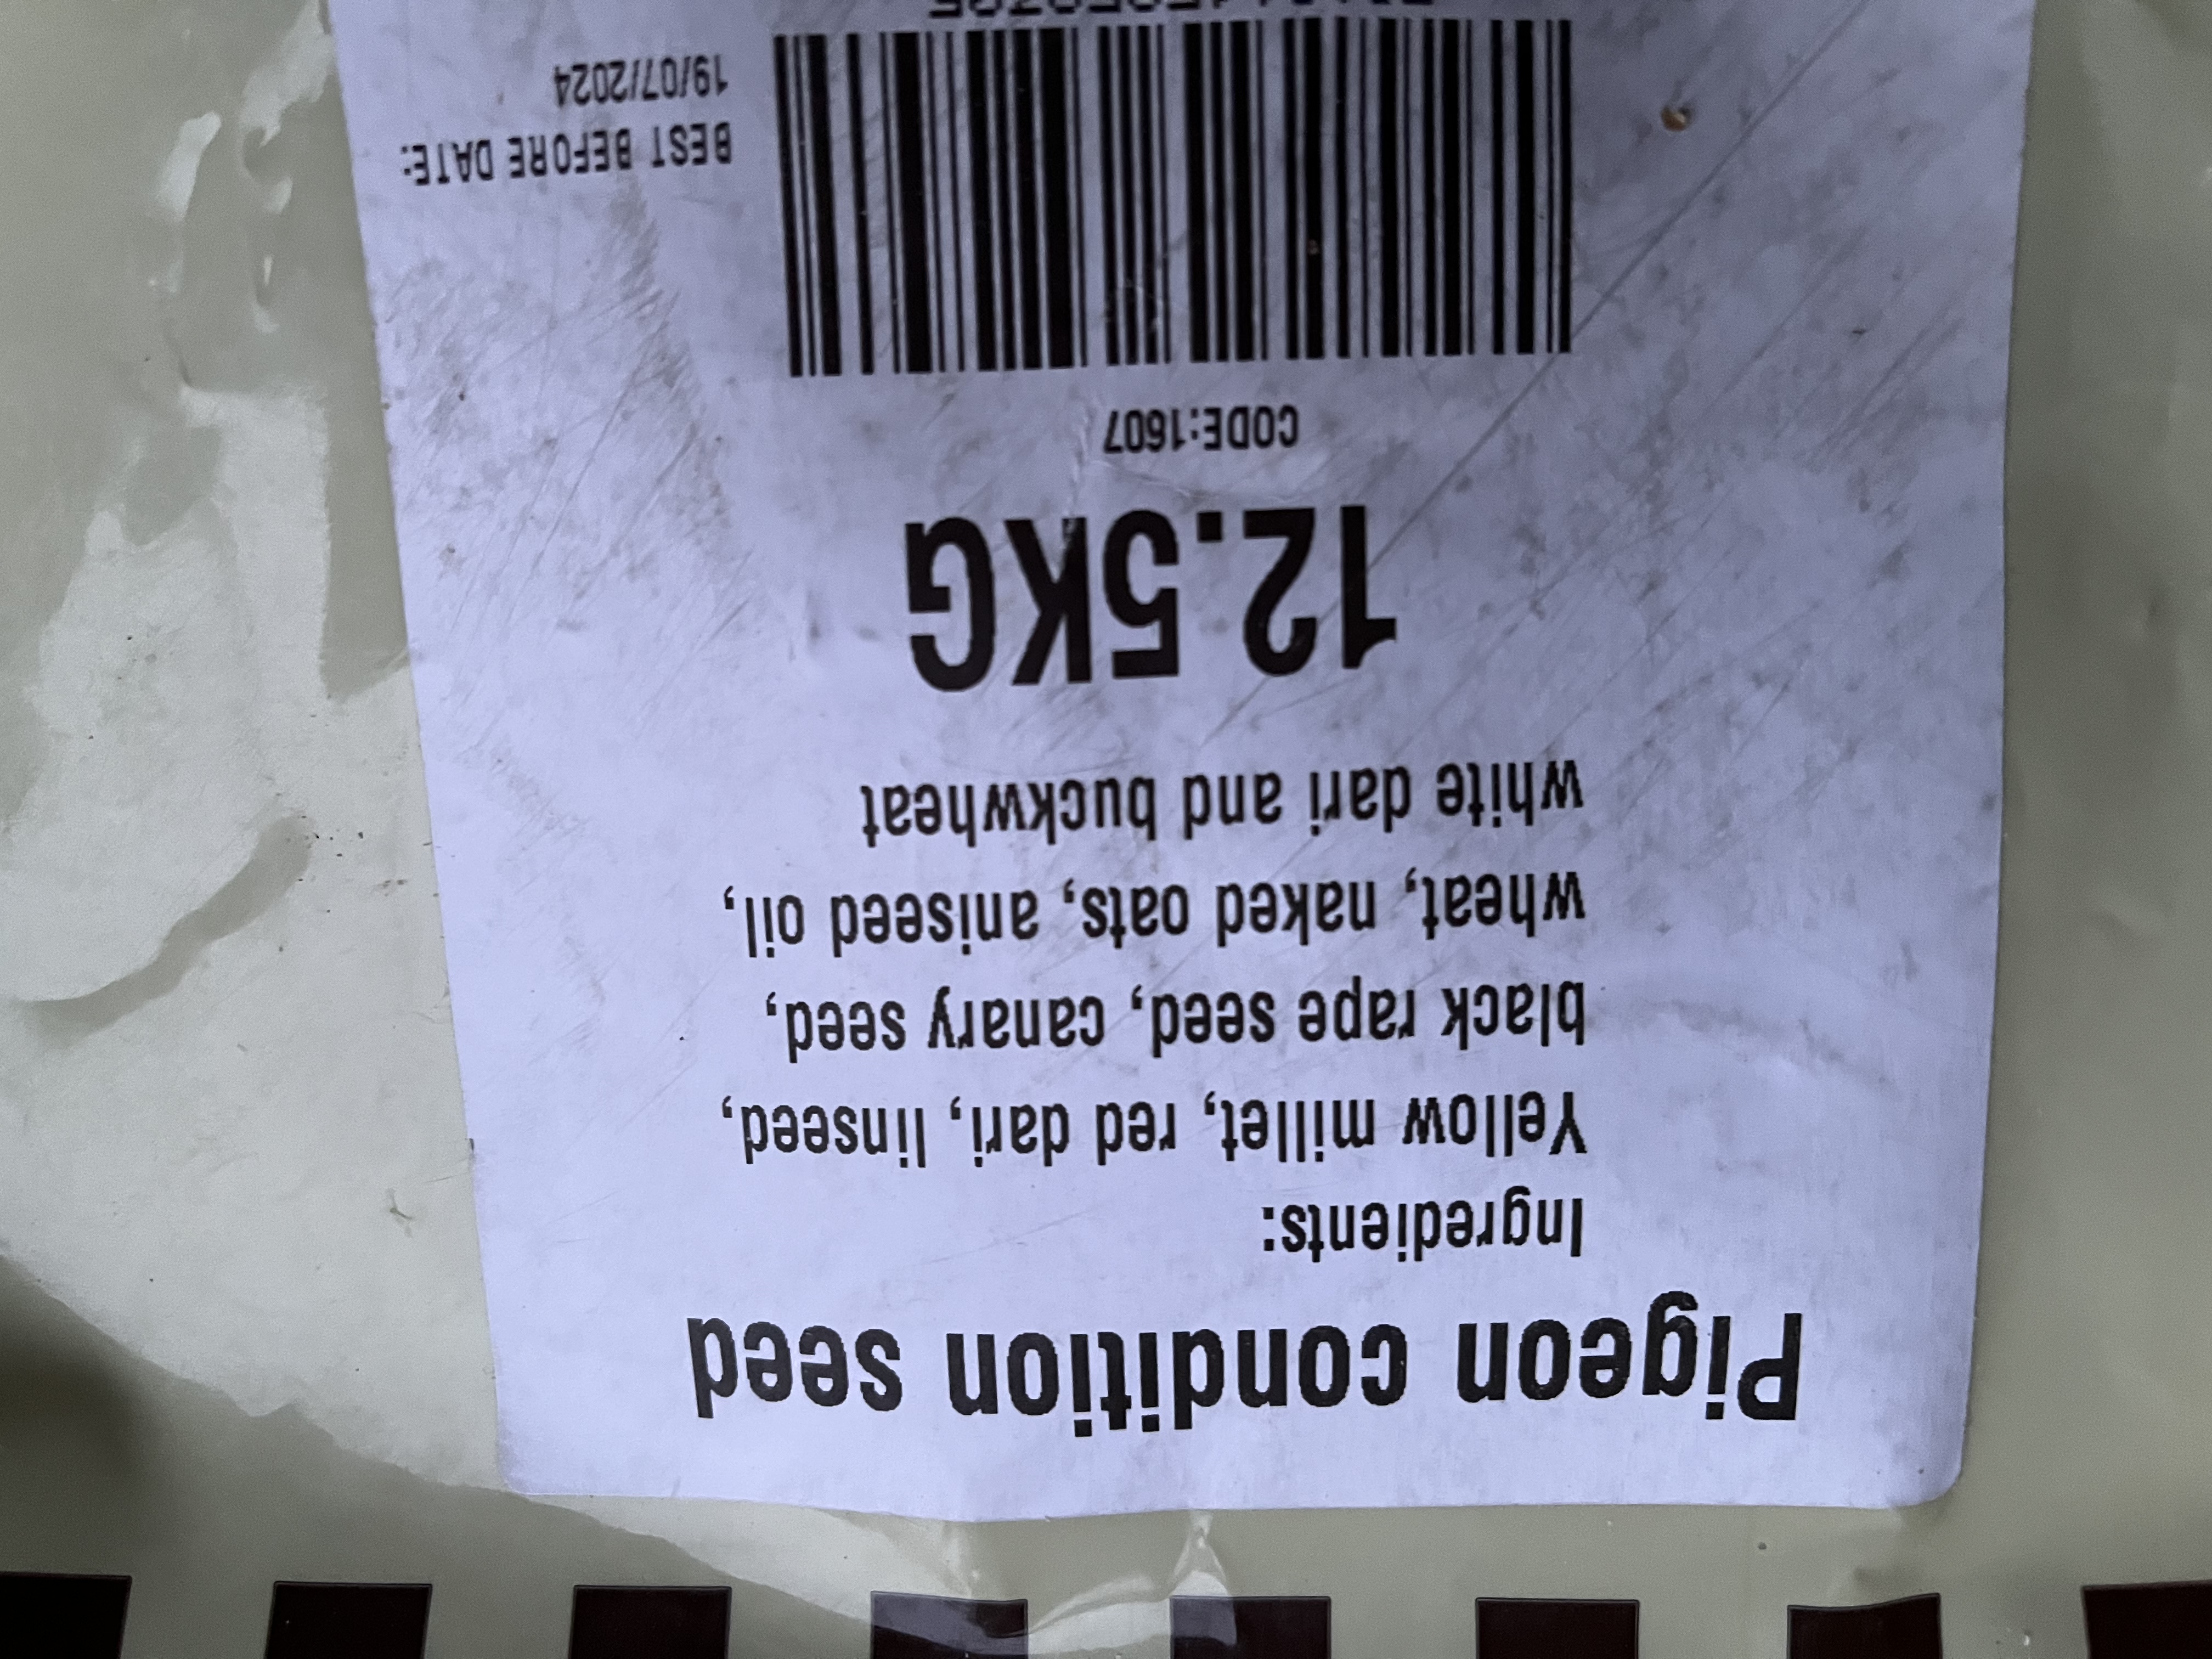 Pigeon condition seed
Ingredients:
Yellow millet, red dari, linseed,
black rape seed, canary seed,
wheat, naked oats, aniseed oil,
white dari and buckwheat
12.5KG
CODE:1607
BEST BEFORE DATE:
19/07/2024